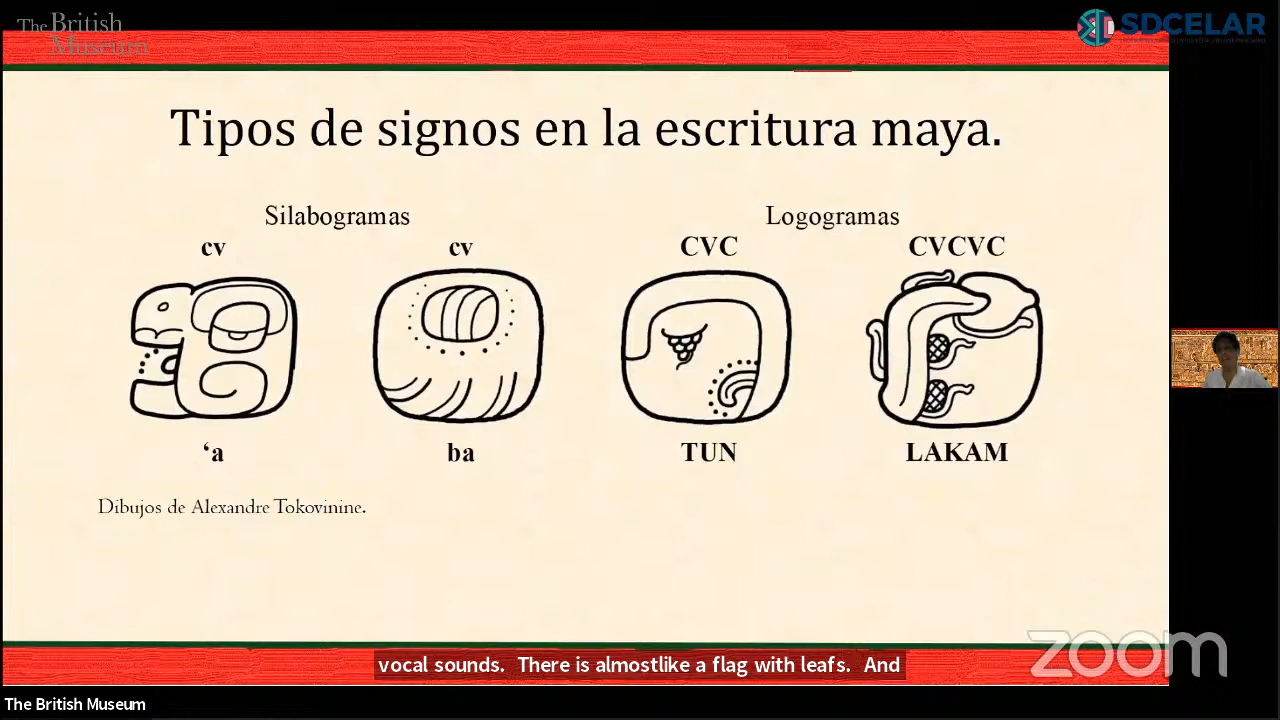 The British
Museum
SDCELAR
Tipos de signos en la escritura maya.
Silabogramas
Logogramas
cv
cv
CVC
CVCVC
‘a
ba
TUN
LAKAM
Dibujos de Alexandre Tokovinine.
zoom
vocal sounds. There is almostlike a flag with leafs. And
The British Museum